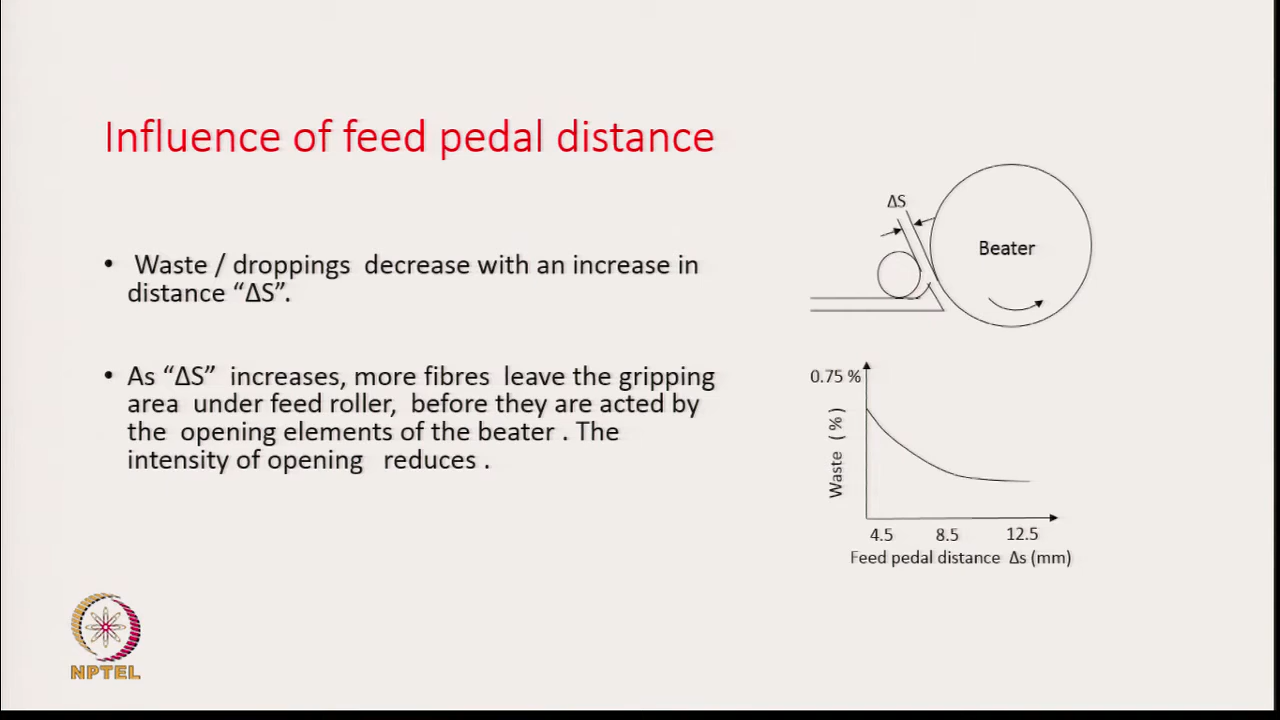 Influence of feed pedal distance
• Waste / droppings decrease with an increase in
distance “ΔS”.
• As “ΔS” increases, more fibres leave the gripping
area under feed roller, before they are acted by
the opening elements of the beater . The
intensity of opening reduces .
ΔS
Beater
0.75 %
Waste ( % )
4.5 8.5 12.5
Feed pedal distance Δs (mm)
NPTEL